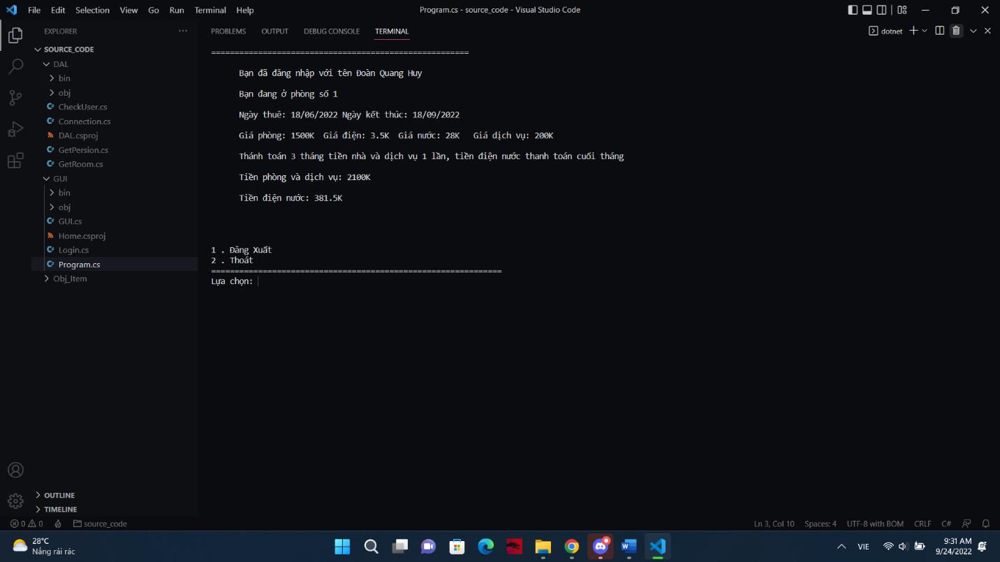 File Edit Selection View Go Run Terminal Help
Program.cs - source_code - Visual Studio Code
EXPLORER
SOURCE_CODE
DAL
bin
obj
CheckUser.cs
Connection.cs
DAL.csproj
GetPersion.cs
GetRoom.cs
GUI
bin
obj
GUI.cs
Home.csproj
Login.cs
Program.cs
Obj_Item
OUTLINE
TIMELINE
PROBLEMS OUTPUT DEBUG CONSOLE TERMINAL
dotnet
=======================================================
Bạn đã đăng nhập với tên Đoàn Quang Huy
Bạn đang ở phòng số 1
Ngày thuê: 18/06/2022 Ngày kết thúc: 18/09/2022
Giá phòng: 1500K Giá điện: 3.5K Giá nước: 28K Giá dịch vụ: 200K
Thánh toán 3 tháng tiền nhà và dịch vụ 1 lần, tiền điện nước thanh toán cuối tháng
Tiền phòng và dịch vụ: 2100K
Tiền điện nước: 381.5K
1 . Đăng Xuất
2 . Thoát
==============================================================
Lựa chọn:
0 0 source_code
Ln 3, Col 10 Spaces: 4 UTF-8 with BOM CRLF C#
28°C
Nắng rải rác
VIE
9:31 AM
9/24/2022